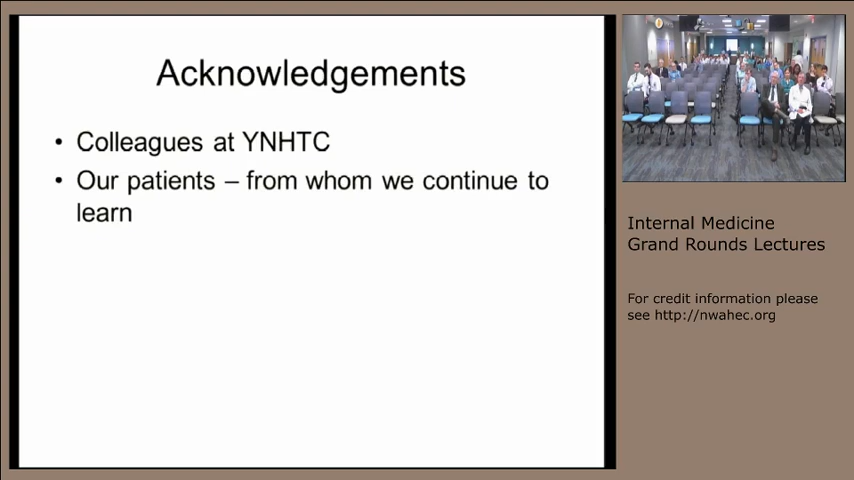 Acknowledgements
• Colleagues at YNHTC
• Our patients – from whom we continue to
learn
Internal Medicine
Grand Rounds Lectures
For credit information please
see http://nwahec.org